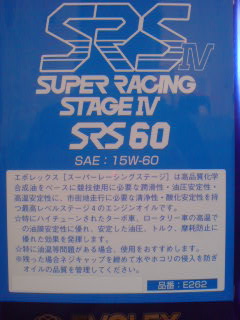 SRS IV
SUPER RACING
STAGE IV
SRS 60
SAE : 15W-60
エボレックス【スーパーレーシングステージ】は高品質化学
合成油をベースに競技使用に必要な潤滑性・油圧安定性・
高温安定性に、市街地走行に必要な清浄性・酸化安定性を持
つ最高レベルステージ4のエンジンオイルです。
☆特にハイチューンされたターボ車、ロータリー車の高温で
の油膜安定性に優れ、安定した油圧、トルク、摩耗防止に
優れた効果を発揮します。
☆特に油温等問題がある場合、使用をおすすめします。
※残った場合ネジキャップを締めて水やホコリの侵入を防ぎ
オイルの品質を管理してください。
品番：E262